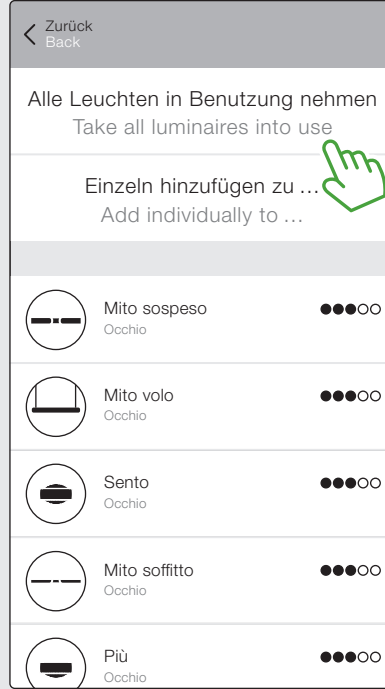 Zurück
Back
Alle Leuchten in Benutzung nehmen
Take all luminaires into use
Einzeln hinzufügen zu ...
Add individually to ...
Mito sospeso
Occhio
Mito volo
Occhio
Sento
Occhio
Mito soffitto
Occhio
Più
Occhio